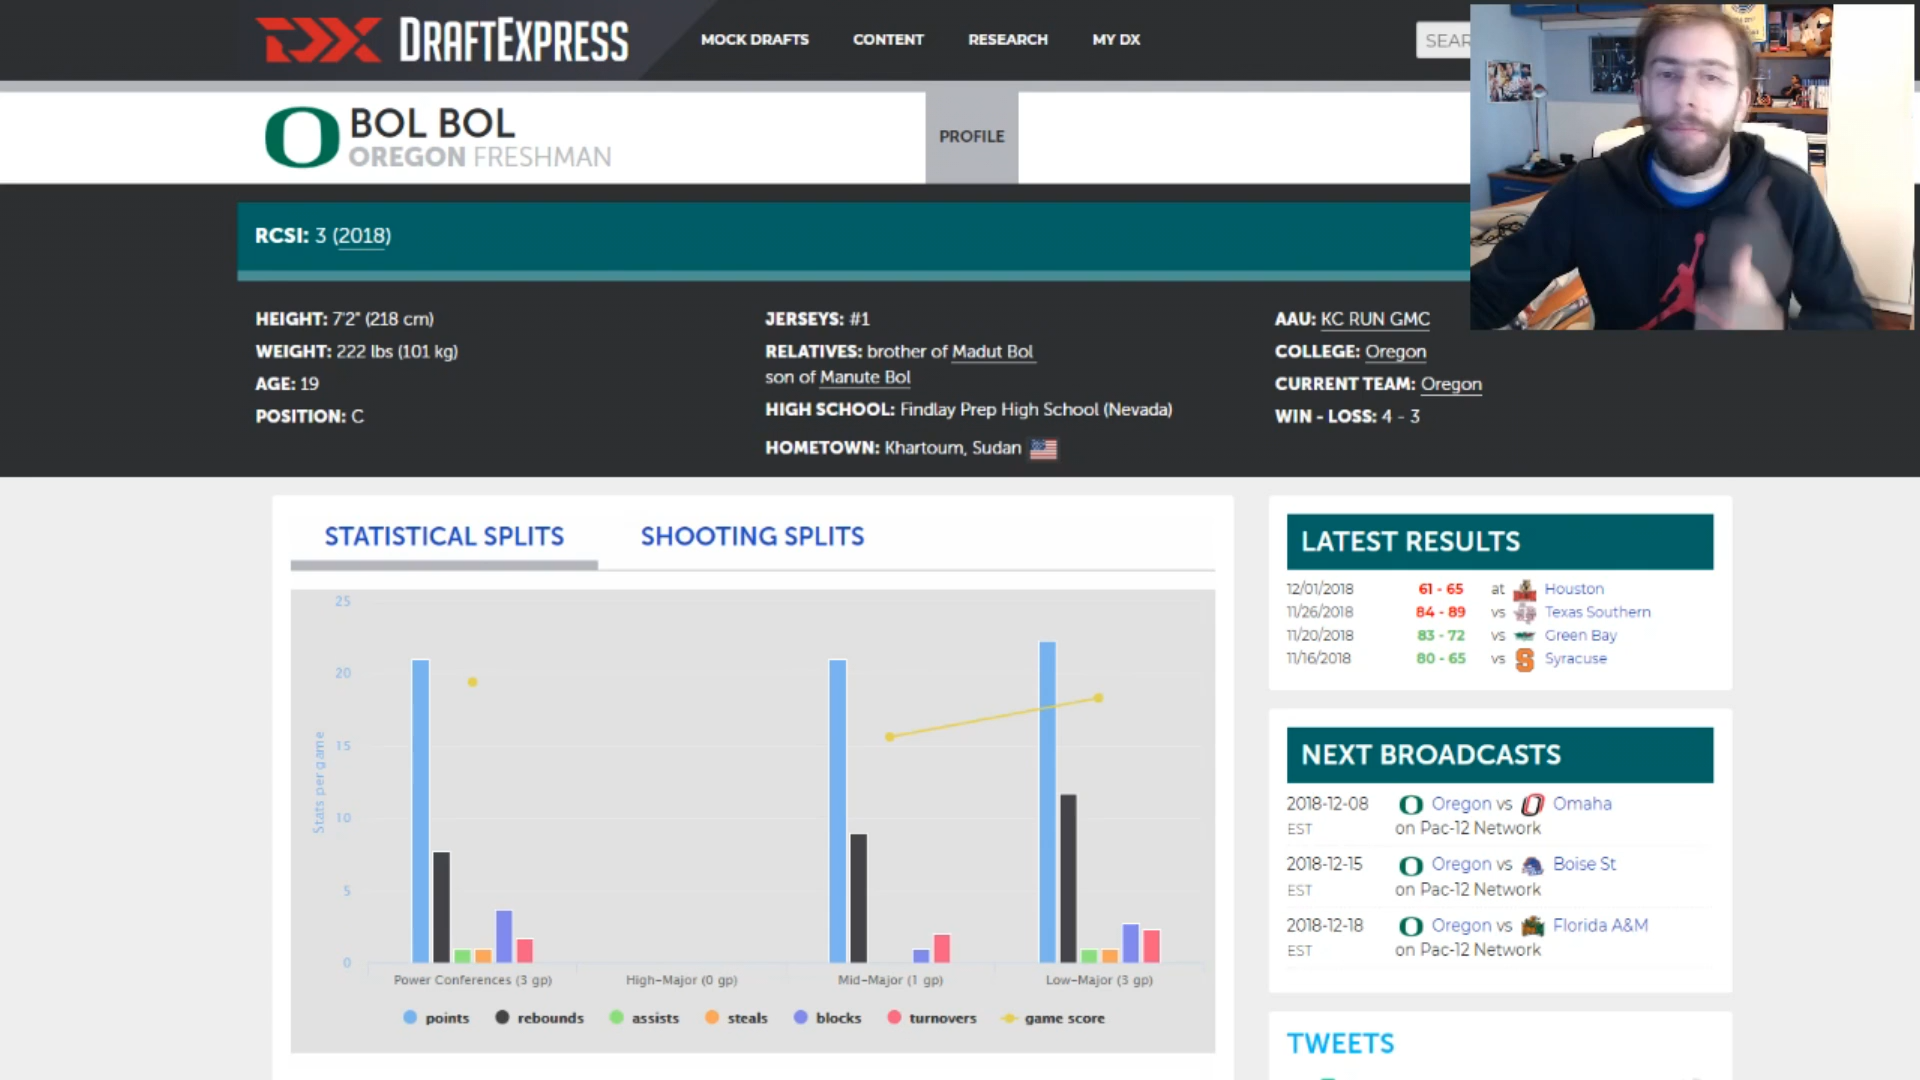 DRAFTEXPRESS
MOCK DRAFTS CONTENT RESEARCH MY DX
SEAR
BOL BOL
OREGON FRESHMAN
PROFILE
RCSI: 3 (2018)
HEIGHT: 7'2" (218 cm)
WEIGHT: 222 lbs (101 kg)
AGE: 19
POSITION: C
JERSEYS: #1
RELATIVES: brother of Madut Bol
son of Manute Bol
HIGH SCHOOL: Findlay Prep High School (Nevada)
HOMETOWN: Khartoum, Sudan
AAU: KC RUN GMC
COLLEGE: Oregon
CURRENT TEAM: Oregon
WIN - LOSS: 4 - 3
STATISTICAL SPLITS SHOOTING SPLITS
25
20
15
10
5
0
Stats per game
Power Conferences (3 gp) High-Major (0 gp) Mid-Major (1 gp) Low-Major (3 gp)
points rebounds assists steals blocks turnovers game score
LATEST RESULTS
12/01/2018 61 - 65 at Houston
11/26/2018 84 - 89 vs Texas Southern
11/20/2018 83 - 72 vs Green Bay
11/16/2018 80 - 65 vs Syracuse
NEXT BROADCASTS
2018-12-08 Oregon vs Omaha
EST on Pac-12 Network
2018-12-15 Oregon vs Boise St
EST on Pac-12 Network
2018-12-18 Oregon vs Florida A&M
EST on Pac-12 Network
TWEETS